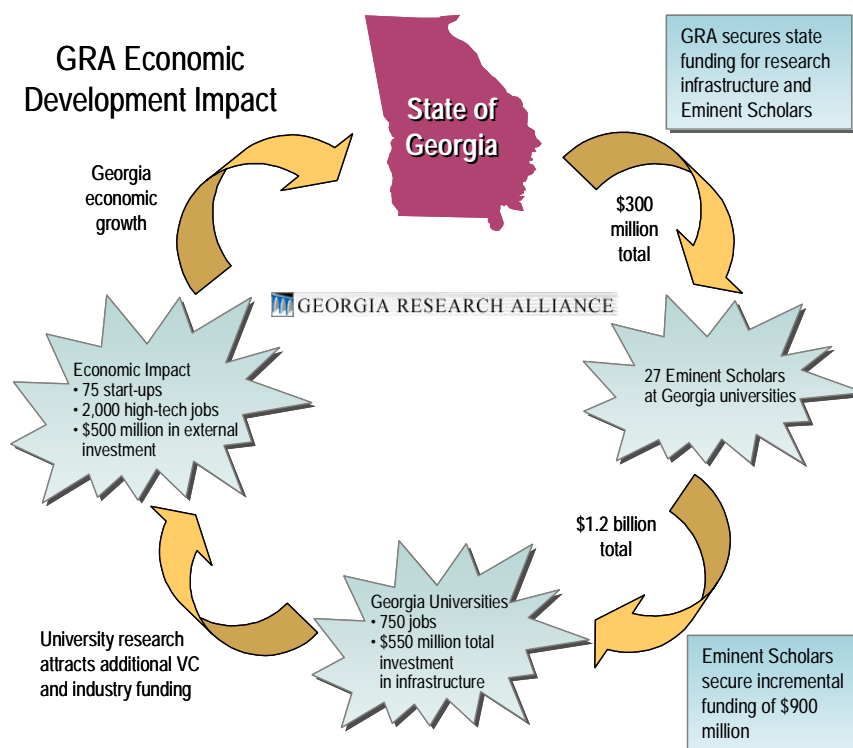 GRA Economic
Development Impact
State of
Georgia
GRA secures state
funding for research
infrastructure and
Eminent Scholars
Georgia
economic
growth
$300
million
total
GEORGIA RESEARCH ALLIANCE
Economic Impact
• 75 start-ups
• 2,000 high-tech jobs
• $500 million in external
investment
27 Eminent Scholars
at Georgia universities
$1.2 billion
total
Georgia Universities
• 750 jobs
• $550 million total
investment
in infrastructure
University research
attracts additional VC
and industry funding
Eminent Scholars
secure incremental
funding of $900
million